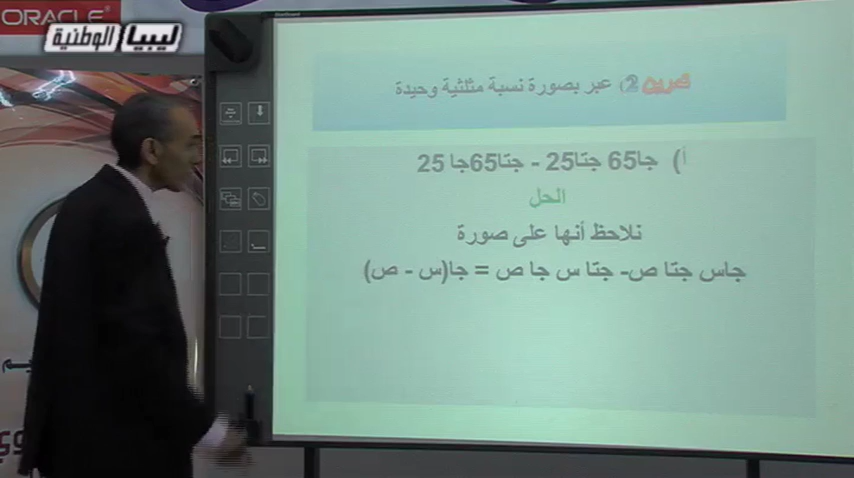 ORACLE
ليبيا الوطنية
تمرين 2) عبر بصورة نسبة مثلثية وحيدة
أ) جا65 جتا25 - جتا65جا 25
الحل
نلاحظ أنها على صورة
جاس جتا ص- جتا س جا ص = جا(س - ص)